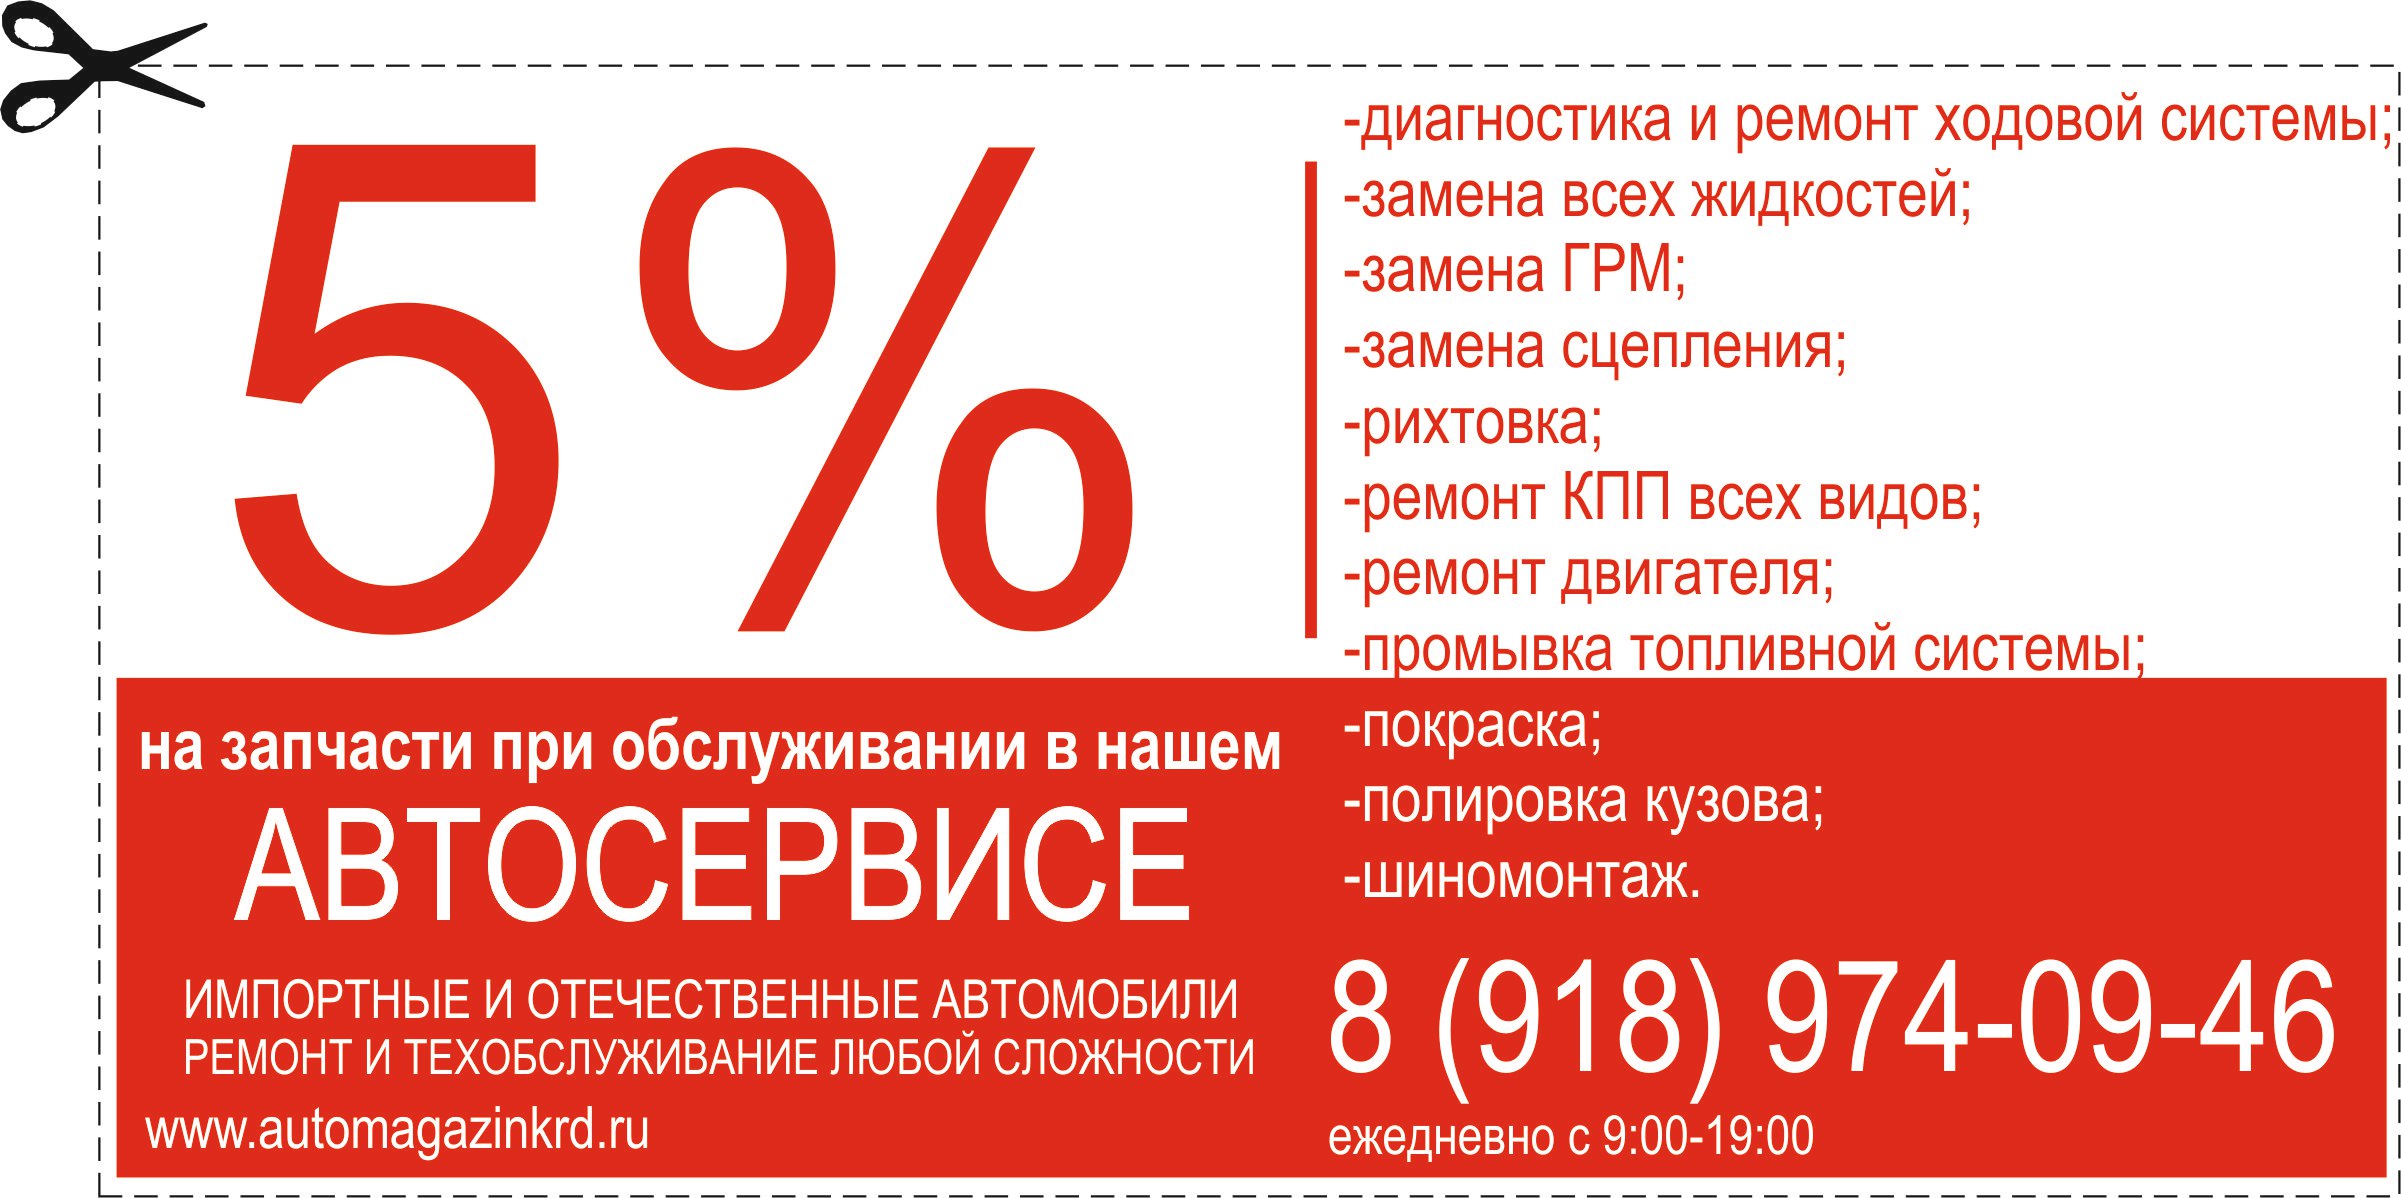 5%
на запчасти при обслуживании в нашем
АВТОСЕРВИСЕ
ИМПОРТНЫЕ И ОТЕЧЕСТВЕННЫЕ АВТОМОБИЛИ
РЕМОНТ И ТЕХОБСЛУЖИВАНИЕ ЛЮБОЙ СЛОЖНОСТИ
www.automagazinkrd.ru
-диагностика и ремонт ходовой системы;
-замена всех жидкостей;
-замена ГРМ;
-замена сцепления;
-рихтовка;
-ремонт КПП всех видов;
-ремонт двигателя;
-промывка топливной системы;
-покраска;
-полировка кузова;
-шиномонтаж.
8 (918) 974-09-46
ежедневно с 9:00-19:00